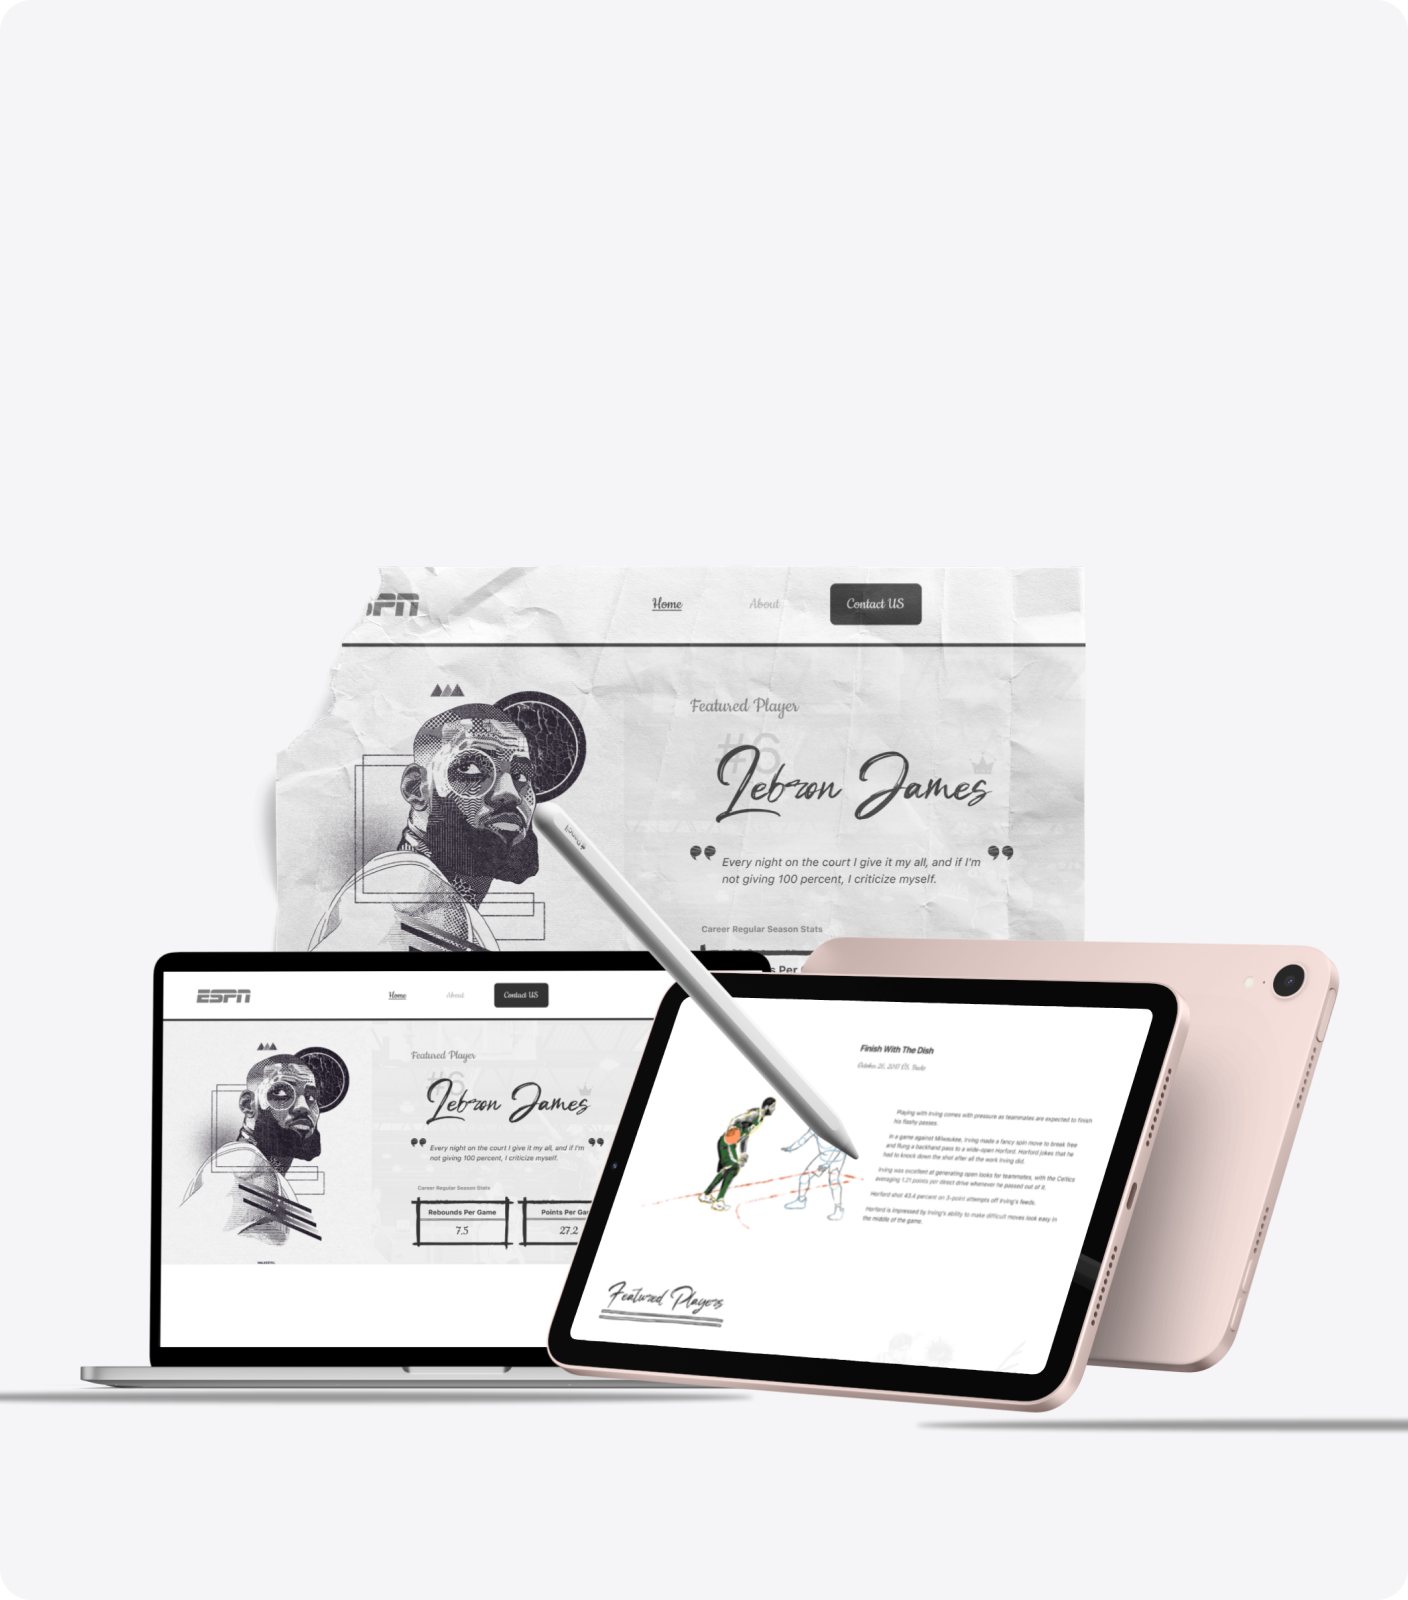 ESPN
Home
About
Contact US
Featured Player
#6
Lebron James
Every night on the court I give it my all, and if I'm
not giving 100 percent, I criticize myself.
Career Regular Season Stats
s Per
ESPN
Home
About
Contact US
Featured Player
#6
Lebron James
Every night on the court I give it my all, and if I'm
not giving 100 percent, I criticize myself.
Career Regular Season Stats
Rebounds Per Game
7.5
Points Per Ga
27.2
Finish With The Dish
October 26, 2017 VS. Bucks
Playing with Irving comes with pressure as teammates are expected to finish
his flashy passes.
In a game against Milwaukee, Irving made a fancy spin move to break free
and flung a backhand pass to a wide-open Horford. Horford jokes that he
had to knock down the shot after all the work Irving did.
Irving was excellent at generating open looks for teammates, with the Celtics
averaging 1.21 points per direct drive whenever he passed out of it.
Horford shot 43.4 percent on 3-point attempts off Irving's feeds.
Horford is impressed by Irving's ability to make difficult moves look easy in
the middle of the game.
Featured Players